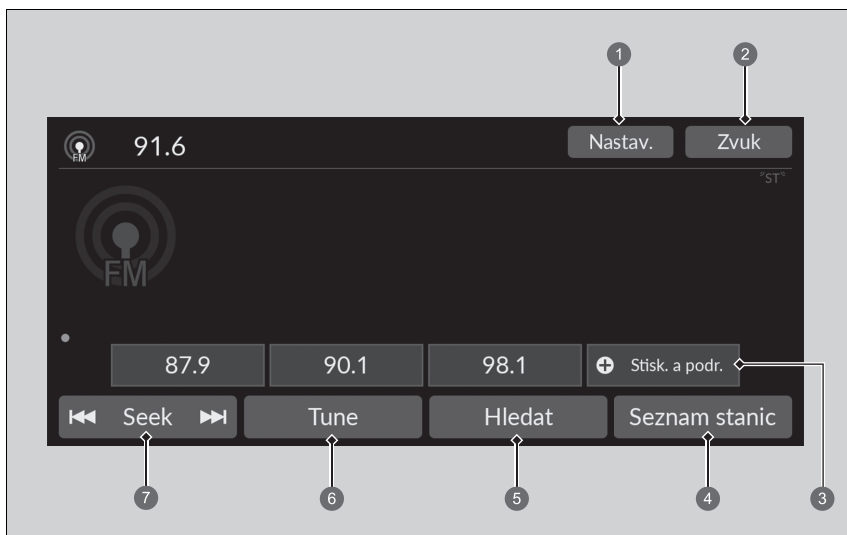 1 2
FM 91.6 Nastav. Zvuk
"ST"
FM
87.9 90.1 98.1 Stisk. a podr.
Seek Tune Hledat Seznam stanic
7 6 5 4 3